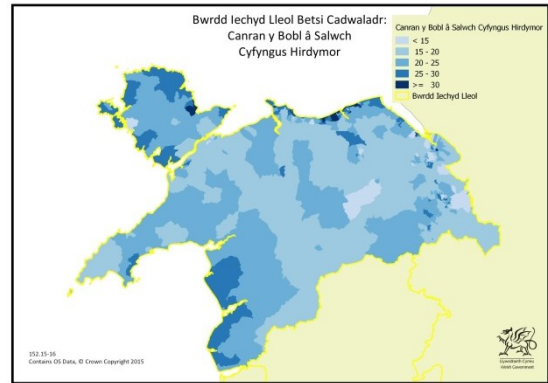 Bwrdd Iechyd Lleol Betsi Cadwaladr:
Canran y Bobl â Salwch
Cyfyngus Hirdymor
Canran y Bobl â Salwch Cyfyngus Hirdymor
< 15
15 - 20
20 - 25
25 - 30
>= 30
Bwrdd Iechyd Lleol
152.15-16
Contains OS Data, © Crown Copyright 2015
Llywodraeth Cymru
Welsh Government